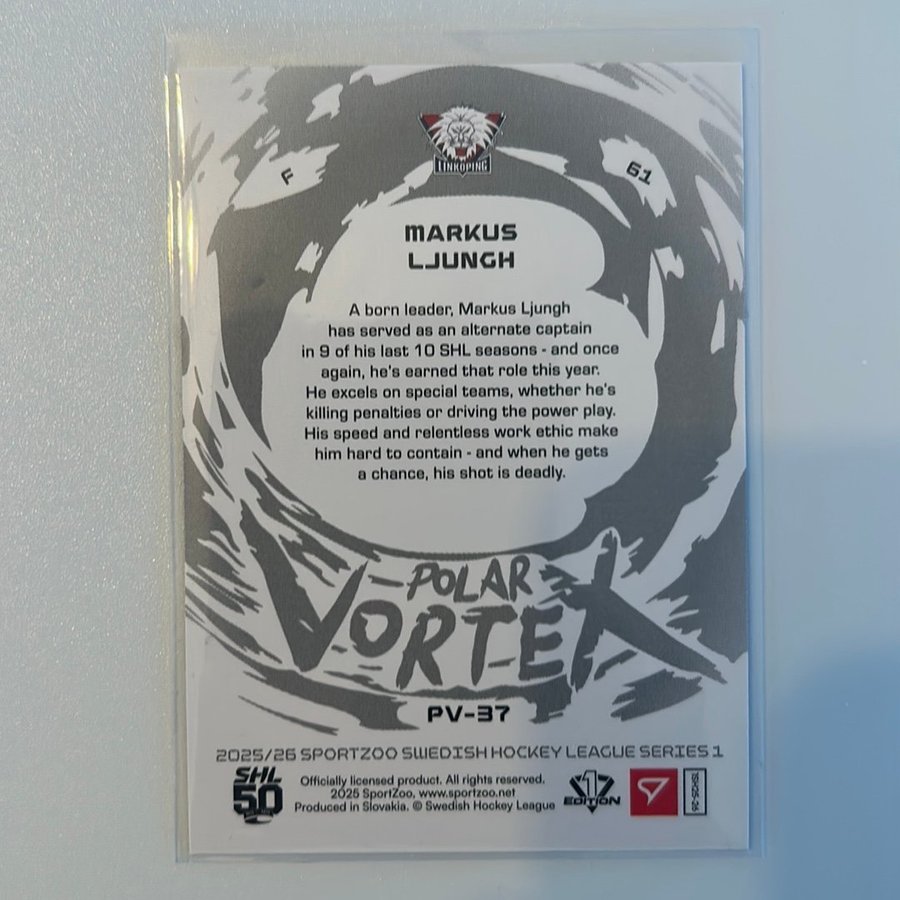 LINKÖPING
F
61
MARKUS
LJUNGH
A born leader, Markus Ljungh
has served as an alternate captain
in 9 of his last 10 SHL seasons - and once
again, he's earned that role this year.
He excels on special teams, whether he's
killing penalties or driving the power play.
His speed and relentless work ethic make
him hard to contain - and when he gets
a chance, his shot is deadly.
POLAR
VORTEX
PV-37
2025/26 SPORTZOO SWEDISH HOCKEY LEAGUE SERIES 1
SHL
50
Officially licensed product. All rights reserved.
2025 SportZoo, www.sportzoo.net
Produced in Slovakia. © Swedish Hockey League
1
EDITION